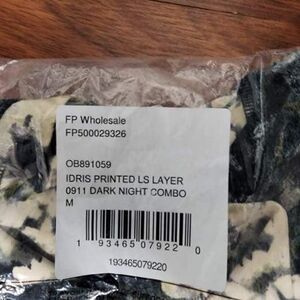 FP Wholesale
FP500029326
OB891059
IDRIS PRINTED LS LAYER
0911 DARK NIGHT COMBO
M
1 93465 07922 0
193465079220